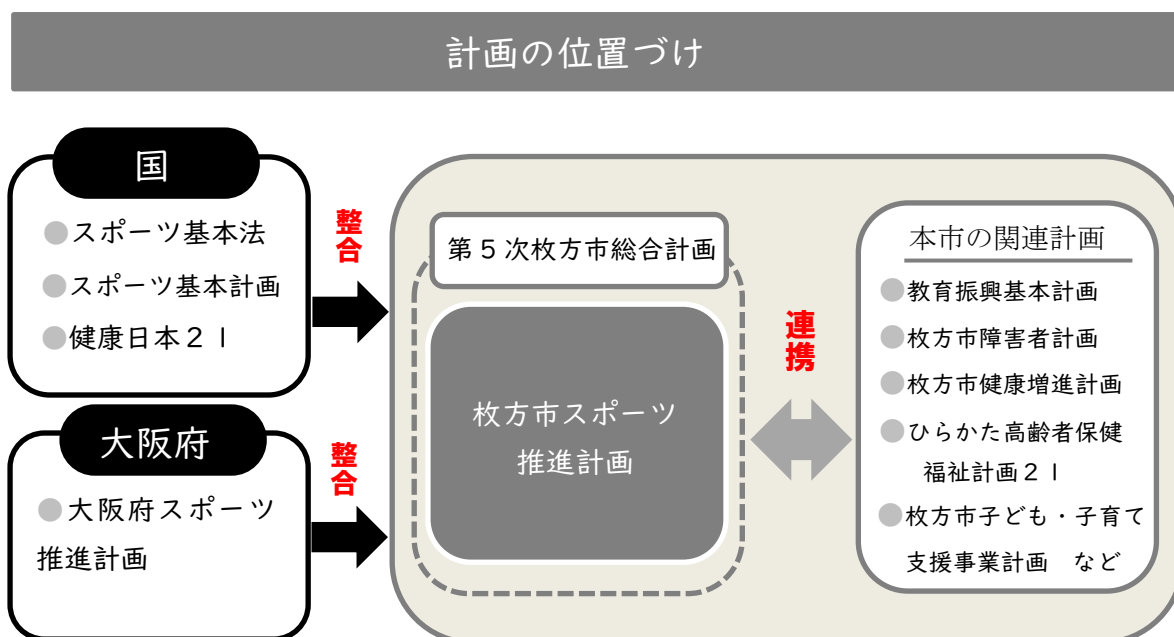 計画の位置づけ
国
●スポーツ基本法
●スポーツ基本計画
●健康日本２１
整合
大阪府
●大阪府スポーツ
推進計画
整合
第５次枚方市総合計画
枚方市スポーツ
推進計画
連携
本市の関連計画
●教育振興基本計画
●枚方市障害者計画
●枚方市健康増進計画
●ひらかた高齢者保健
福祉計画２１
●枚方市子ども・子育て
支援事業計画　など